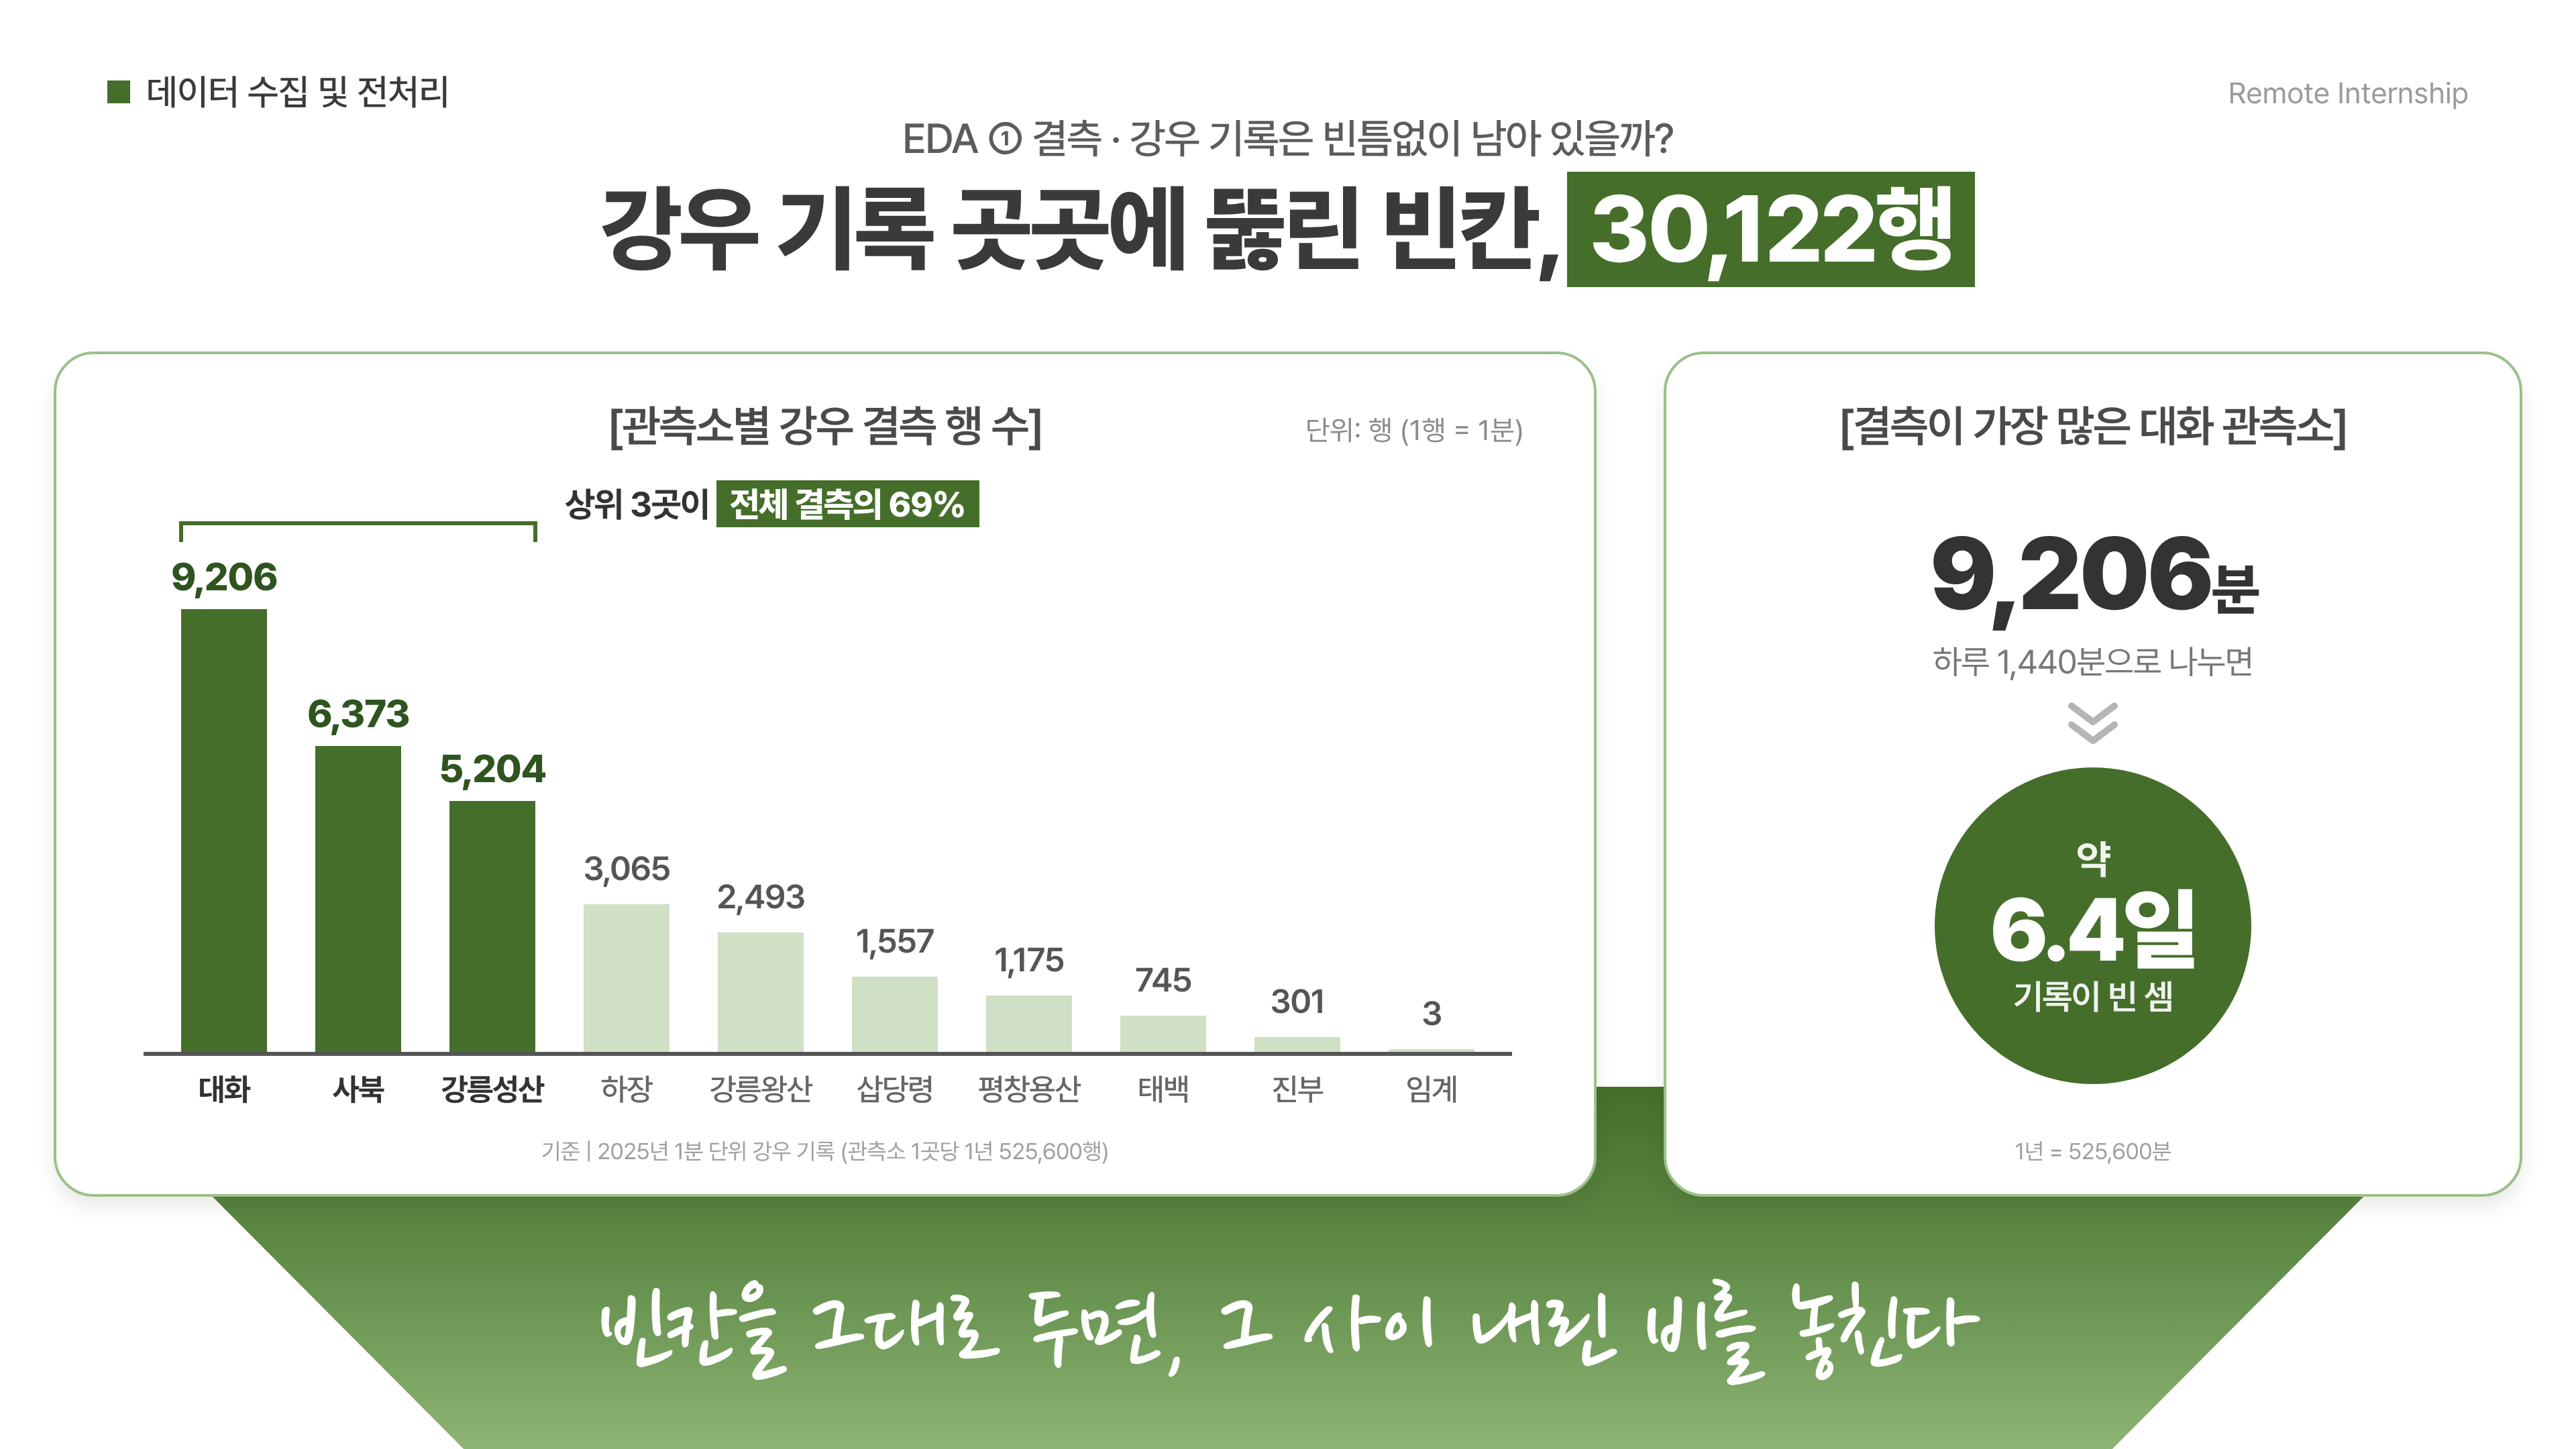 데이터 수집 및 전처리
Remote Internship
EDA ① 결측 · 강우 기록은 빈틈없이 남아 있을까?
강우 기록 곳곳에 뚫린 빈칸, 30,122행
[관측소별 강우 결측 행 수]
단위: 행 (1행 = 1분)
상위 3곳이 전체 결측의 69%
9,206
6,373
5,204
3,065
2,493
1,557
1,175
745
301
3
대화 사북 강릉성산 하장 강릉왕산 삽당령 평창용산 태백 진부 임계
기준 | 2025년 1분 단위 강우 기록 (관측소 1곳당 1년 525,600행)
[결측이 가장 많은 대화 관측소]
9,206분
하루 1,440분으로 나누면
약
6.4일
기록이 빈 셈
1년 = 525,600분
빈칸을 그대로 두면, 그 사이 내린 비를 놓친다